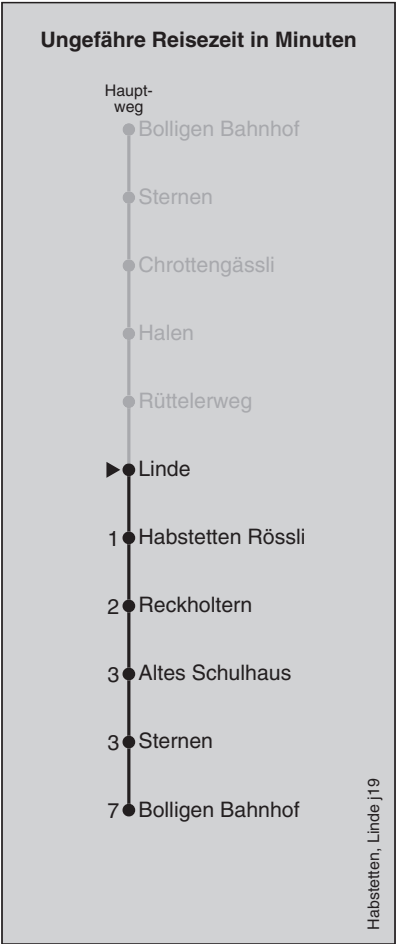 Ungefähre Reisezeit in Minuten
Haupt-
weg
Bolligen Bahnhof
Sternen
Chrottengässli
Halen
Rüttelerweg
Linde
1 Habstetten Rössli
2 Reckholtern
3 Altes Schulhaus
3 Sternen
7 Bolligen Bahnhof
Habstetten, Linde j19